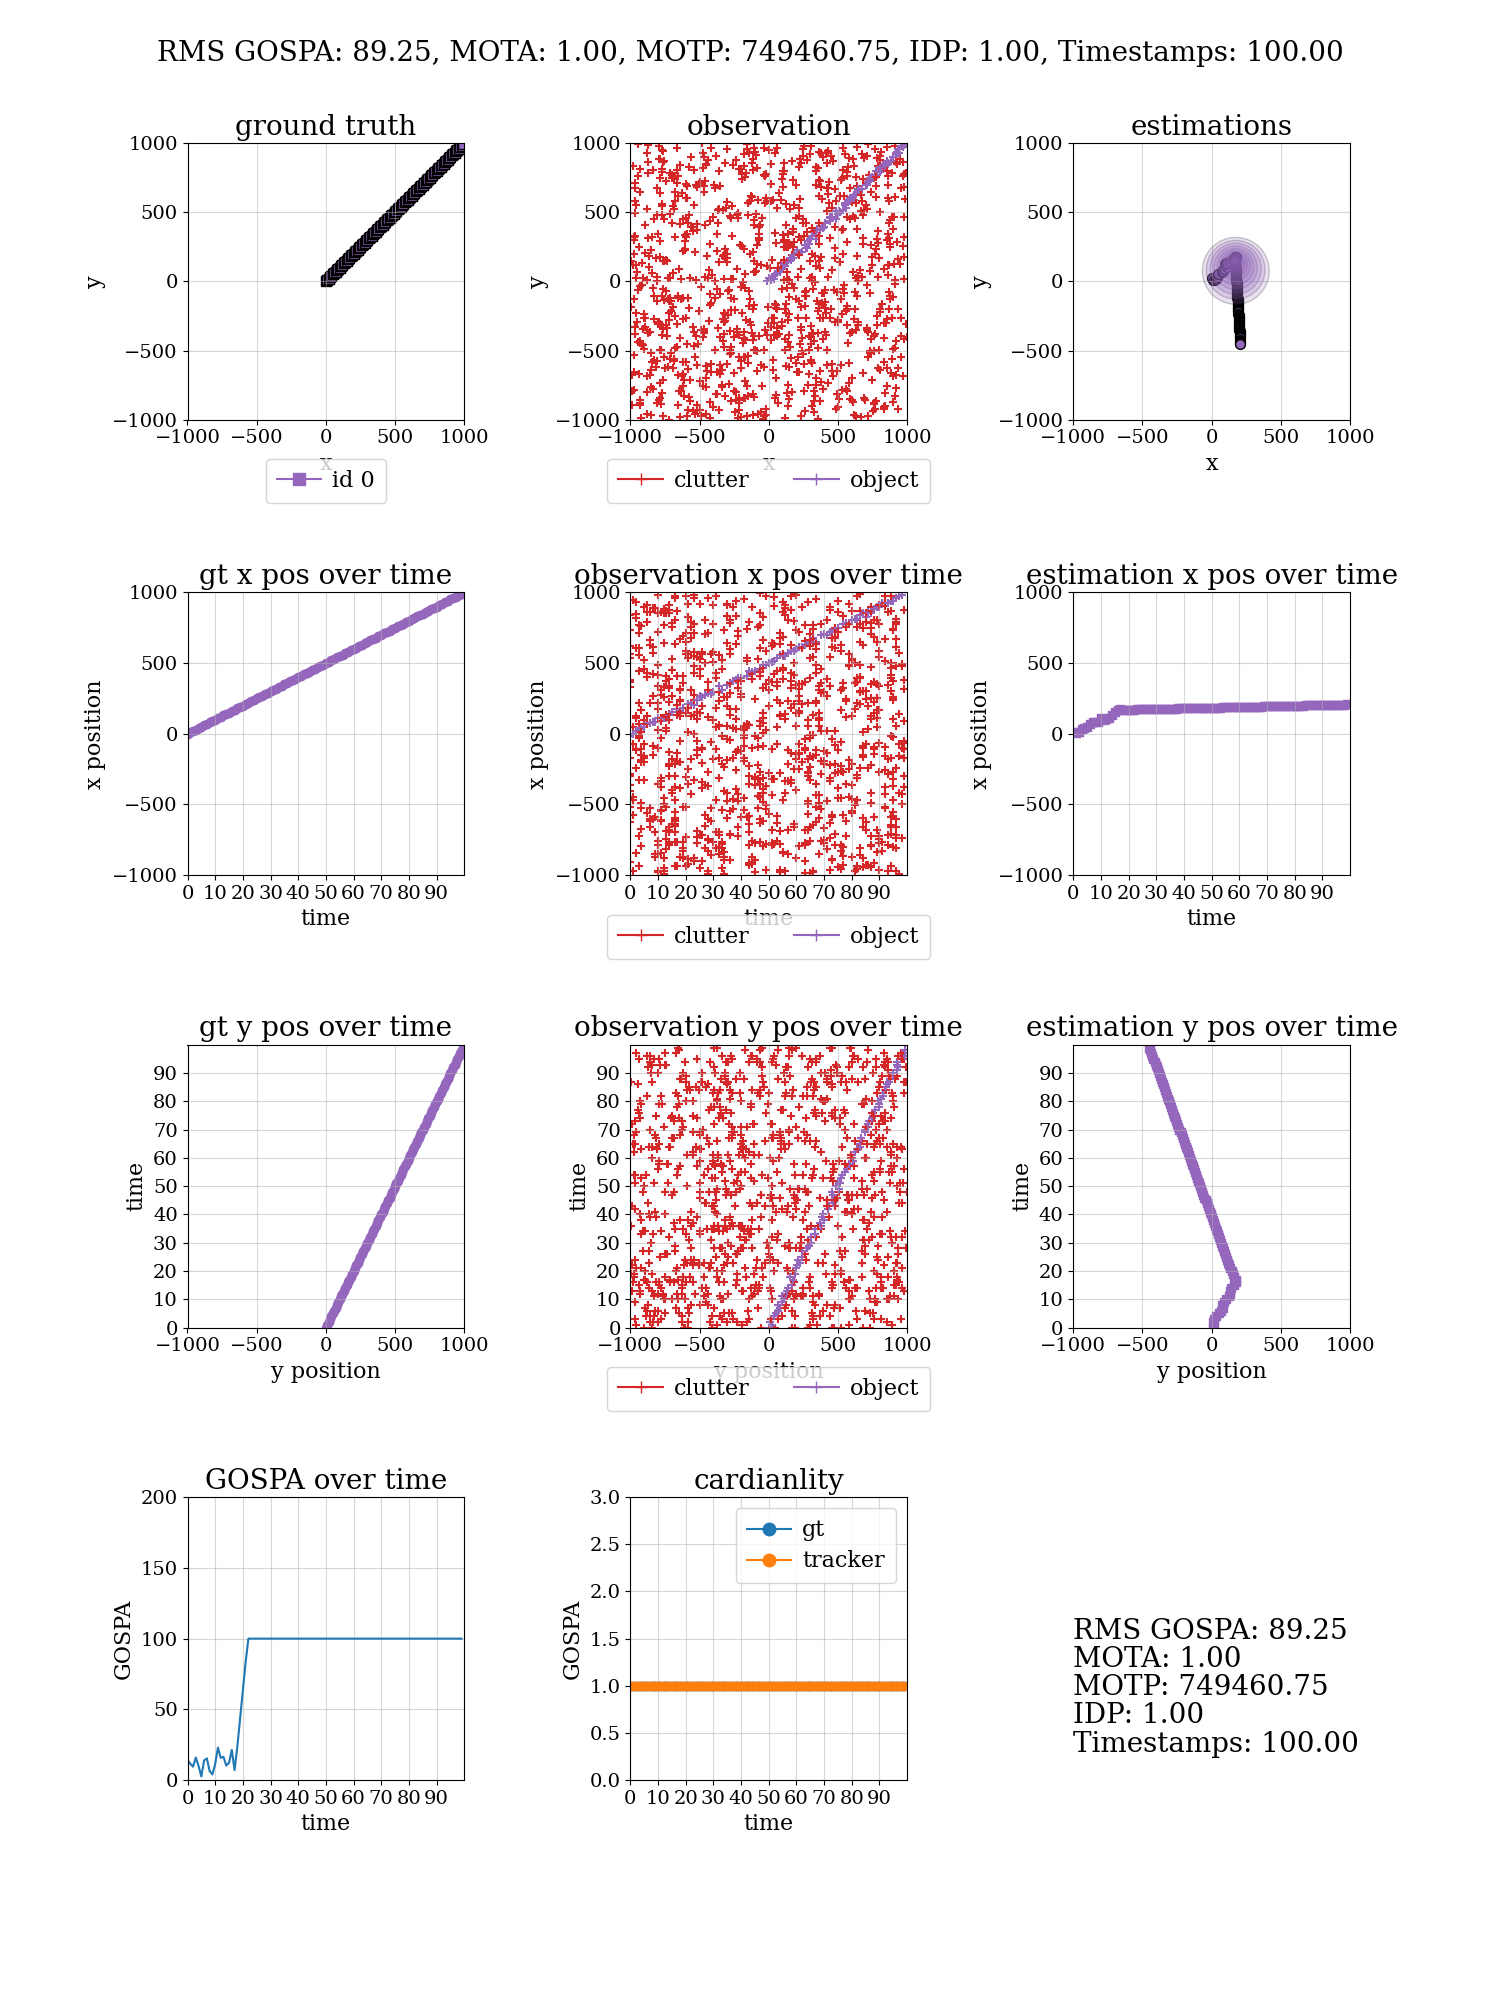 RMS GOSPA: 89.25, MOTA: 1.00, MOTP: 749460.75, IDP: 1.00, Timestamps: 100.00
ground truth
1000
500
0
−500
−1000
y
−1000 −500 0 500 1000
x
id 0
observation
1000
500
0
−500
−1000
y
−1000 −500 0 500 1000
x
clutter object
estimations
1000
500
0
−500
−1000
y
−1000 −500 0 500 1000
x
gt x pos over time
1000
500
0
−500
−1000
x position
0 10 20 30 40 50 60 70 80 90
time
observation x pos over time
1000
500
0
−500
−1000
x position
0 10 20 30 40 50 60 70 80 90
time
clutter object
estimation x pos over time
1000
500
0
−500
−1000
x position
0 10 20 30 40 50 60 70 80 90
time
gt y pos over time
90
80
70
60
50
40
30
20
10
0
time
−1000 −500 0 500 1000
y position
observation y pos over time
90
80
70
60
50
40
30
20
10
0
time
−1000 −500 0 500 1000
y position
clutter object
estimation y pos over time
90
80
70
60
50
40
30
20
10
0
time
−1000 −500 0 500 1000
y position
GOSPA over time
200
150
100
50
0
GOSPA
0 10 20 30 40 50 60 70 80 90
time
cardianlity
3.0
2.5
2.0
1.5
1.0
0.5
0.0
GOSPA
gt
tracker
0 10 20 30 40 50 60 70 80 90
time
RMS GOSPA: 89.25
MOTA: 1.00
MOTP: 749460.75
IDP: 1.00
Timestamps: 100.00